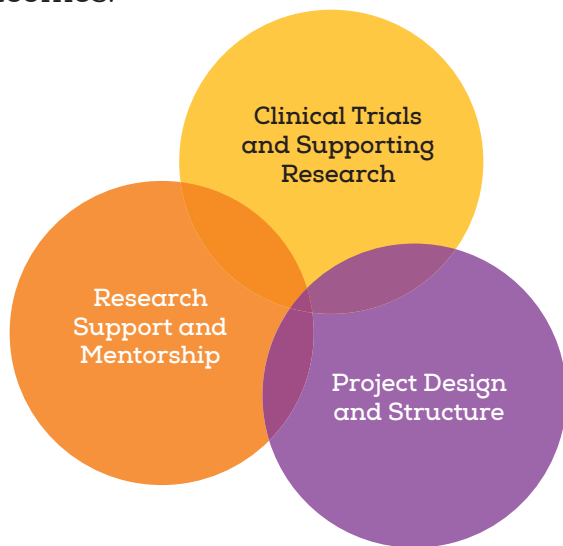 Clinical Trials
and Supporting
Research
Research
Support and
Mentorship
Project Design
and Structure